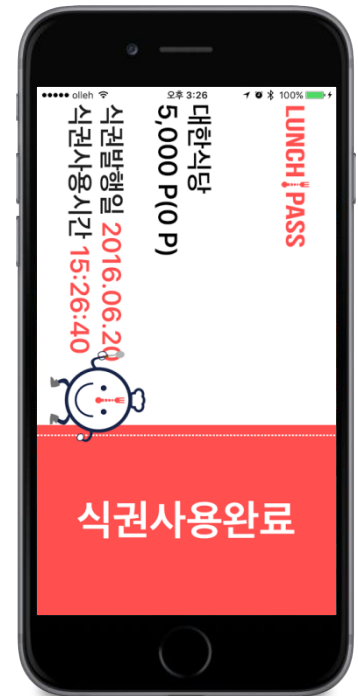 olleh 오후 3:26 100%
LUNCH PASS
대한식당
5,000 P(0 P)
식권발행일 2016.06.20
식권사용시간 15:26:40
식권사용완료